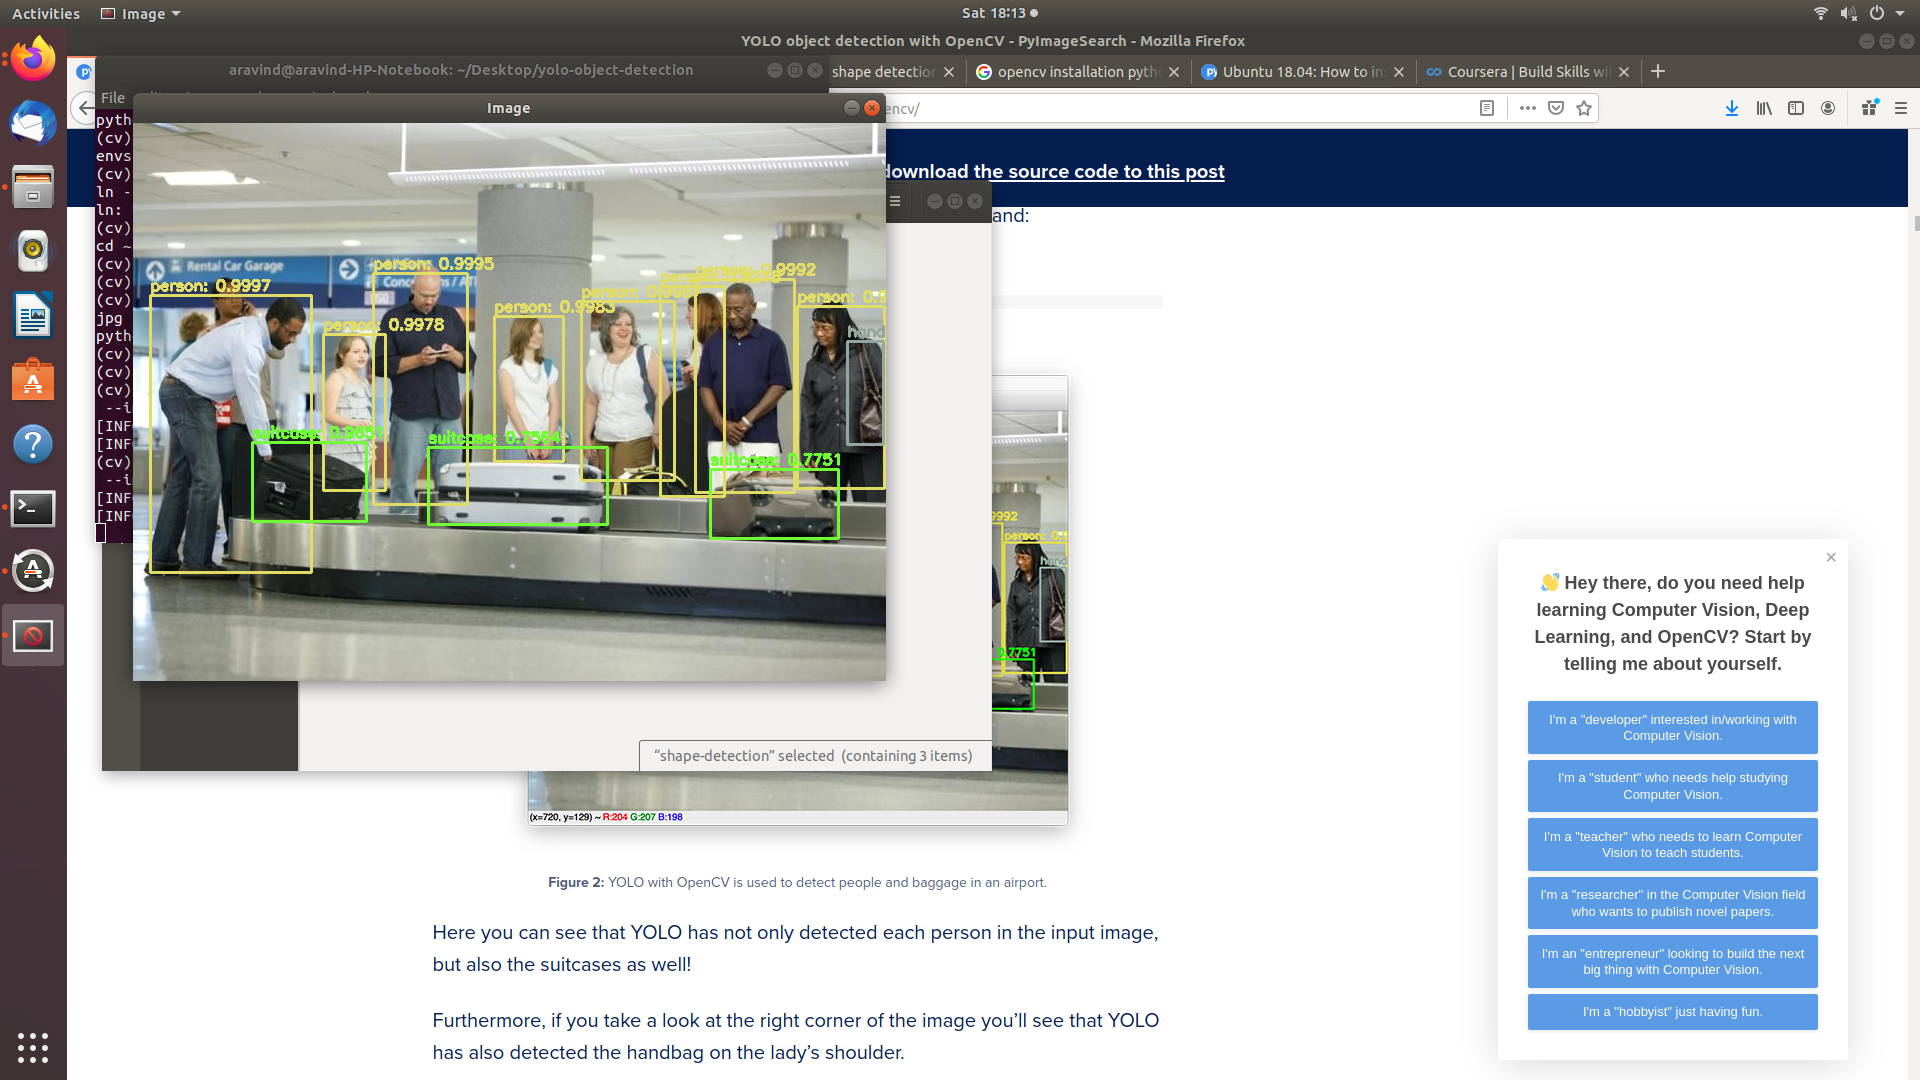 Activities
Image
Sat 18:13
YOLO object detection with OpenCV - PyImageSearch - Mozilla Firefox
aravind@aravind-HP-Notebook: ~/Desktop/yolo-object-detection
shape detection
opencv installation pytho
Ubuntu 18.04: How to ins
Coursera | Build Skills wit
File
Image
encv/
pyth
(cv)
envs
(cv)
ln -
ln:
(cv)
cd ~
(cv)
(cv)
(cv)
jpg
pyth
(cv)
(cv)
(cv)
--i
[INF
[INF
(cv)
--i
[INF
[INF
download the source code to this post
and:
Rental Car Garage
person: 0.9997
person: 0.9978
person: 0.9995
person: 0.9983
person: 0.9992
person: 0.9
hand
suitcase: 0.7554
suitcase: 0.7751
.9992
person: 0.9
hand
0.7751
“shape-detection” selected (containing 3 items)
(x=720, y=129) ~ R:204 G:207 B:198
Figure 2: YOLO with OpenCV is used to detect people and baggage in an airport.
Here you can see that YOLO has not only detected each person in the input image,
but also the suitcases as well!
Furthermore, if you take a look at the right corner of the image you’ll see that YOLO
has also detected the handbag on the lady’s shoulder.
👋 Hey there, do you need help
learning Computer Vision, Deep
Learning, and OpenCV? Start by
telling me about yourself.
I'm a "developer" interested in/working with
Computer Vision.
I'm a "student" who needs help studying
Computer Vision.
I'm a "teacher" who needs to learn Computer
Vision to teach students.
I'm a "researcher" in the Computer Vision field
who wants to publish novel papers.
I'm an "entrepreneur" looking to build the next
big thing with Computer Vision.
I'm a "hobbyist" just having fun.